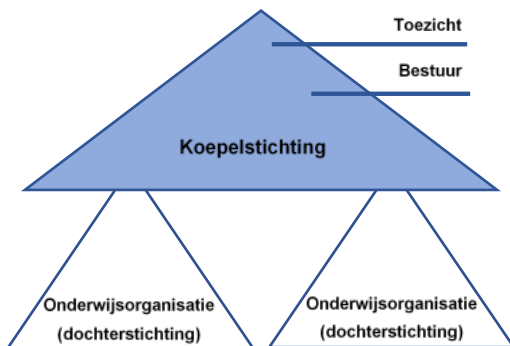 Toezicht
Bestuur
Koepelstichting
Onderwijsorganisatie
(dochterstichting)
Onderwijsorganisatie
(dochterstichting)